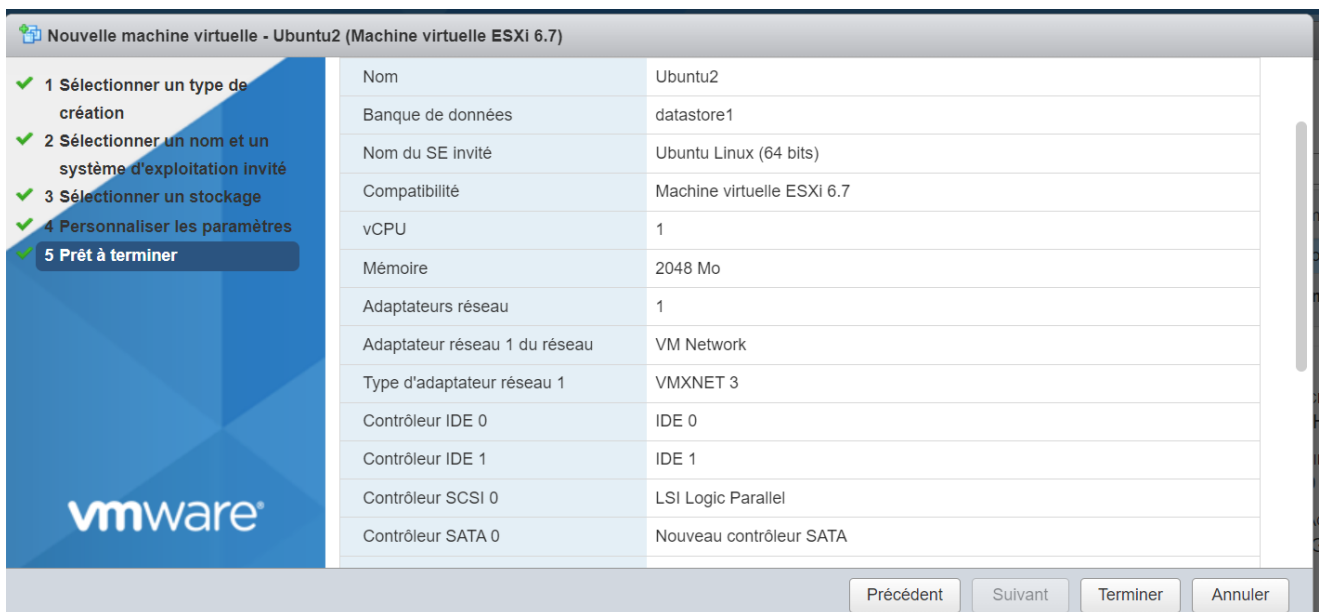 Nouvelle machine virtuelle - Ubuntu2 (Machine virtuelle ESXi 6.7)
1 Sélectionner un type de
création
2 Sélectionner un nom et un
système d'exploitation invité
3 Sélectionner un stockage
4 Personnaliser les paramètres
5 Prêt à terminer
vmware®
Nom Ubuntu2
Banque de données datastore1
Nom du SE invité Ubuntu Linux (64 bits)
Compatibilité Machine virtuelle ESXi 6.7
vCPU 1
Mémoire 2048 Mo
Adaptateurs réseau 1
Adaptateur réseau 1 du réseau VM Network
Type d'adaptateur réseau 1 VMXNET 3
Contrôleur IDE 0 IDE 0
Contrôleur IDE 1 IDE 1
Contrôleur SCSI 0 LSI Logic Parallel
Contrôleur SATA 0 Nouveau contrôleur SATA
Précédent Suivant Terminer Annuler